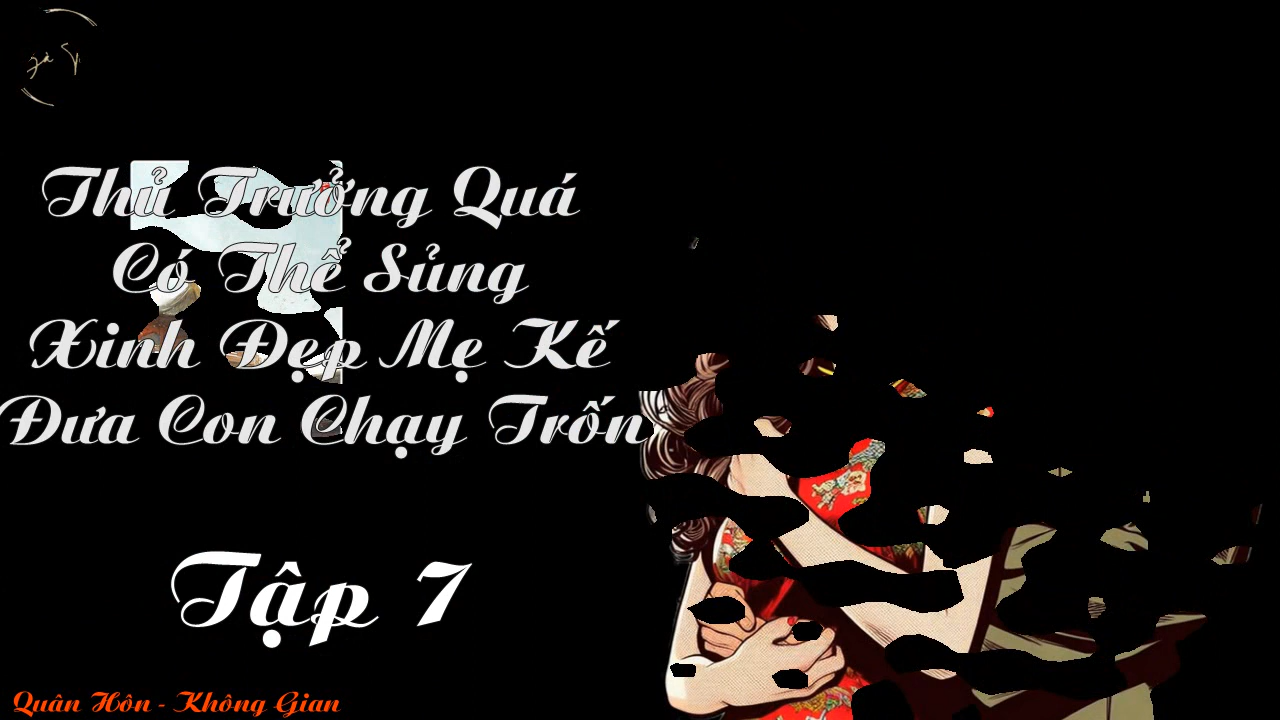 Thủ Trưởng Quá
Có Thể Sủng
Xinh Đẹp Mẹ Kế
Đưa Con Chạy Trốn
Tập 7
Quân Hôn - Không Gian